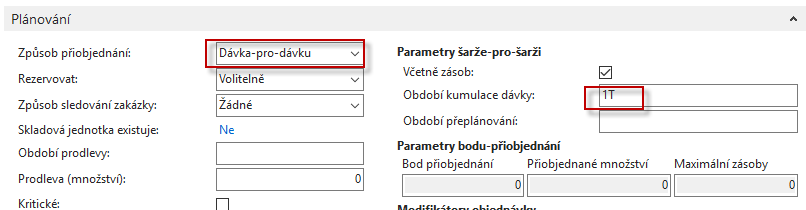 Plánování
Způsob přiobjednání: Dávka-pro-dávku
Rezervovat: Volitelně
Způsob sledování zakázky: Žádné
Skladová jednotka existuje: Ne
Období prodlevy:
Prodleva (množství): 0
Kritické:
Parametry šarže-pro-šarži
Včetně zásob:
Období kumulace dávky: 1T
Období přeplánování:
Parametry bodu-přiobjednání
Bod přiobjednání Přiobjednané množství Maximální zásoby
0 0 0
Modifikátory objednávky